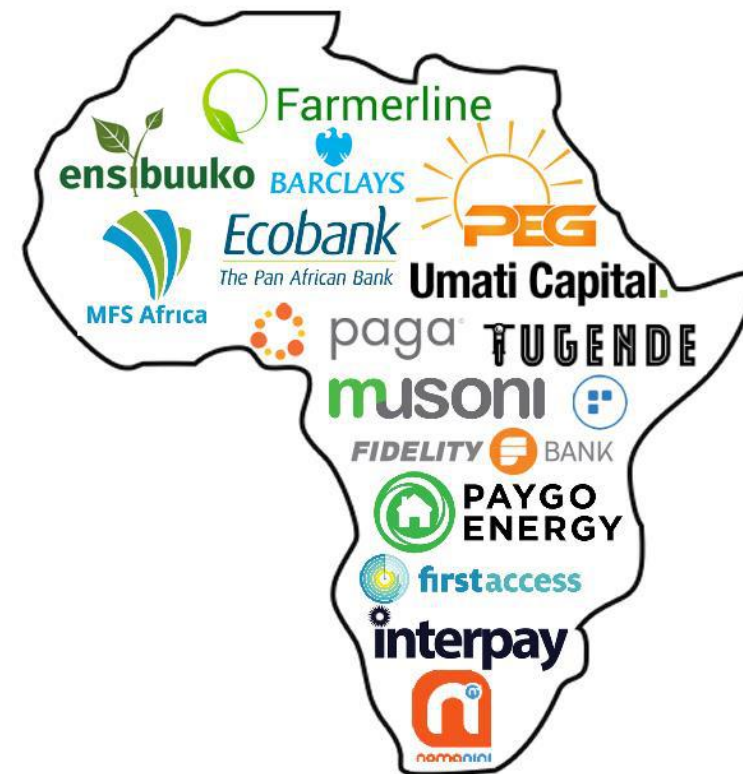 Farmerline
ensibuuko
BARCLAYS
PEG
Ecobank
The Pan African Bank
MFS Africa
Umati Capital.
paga
TUGENDE
musoni
FIDELITY BANK
PAYGO
ENERGY
firstaccess
interpay
nomanini